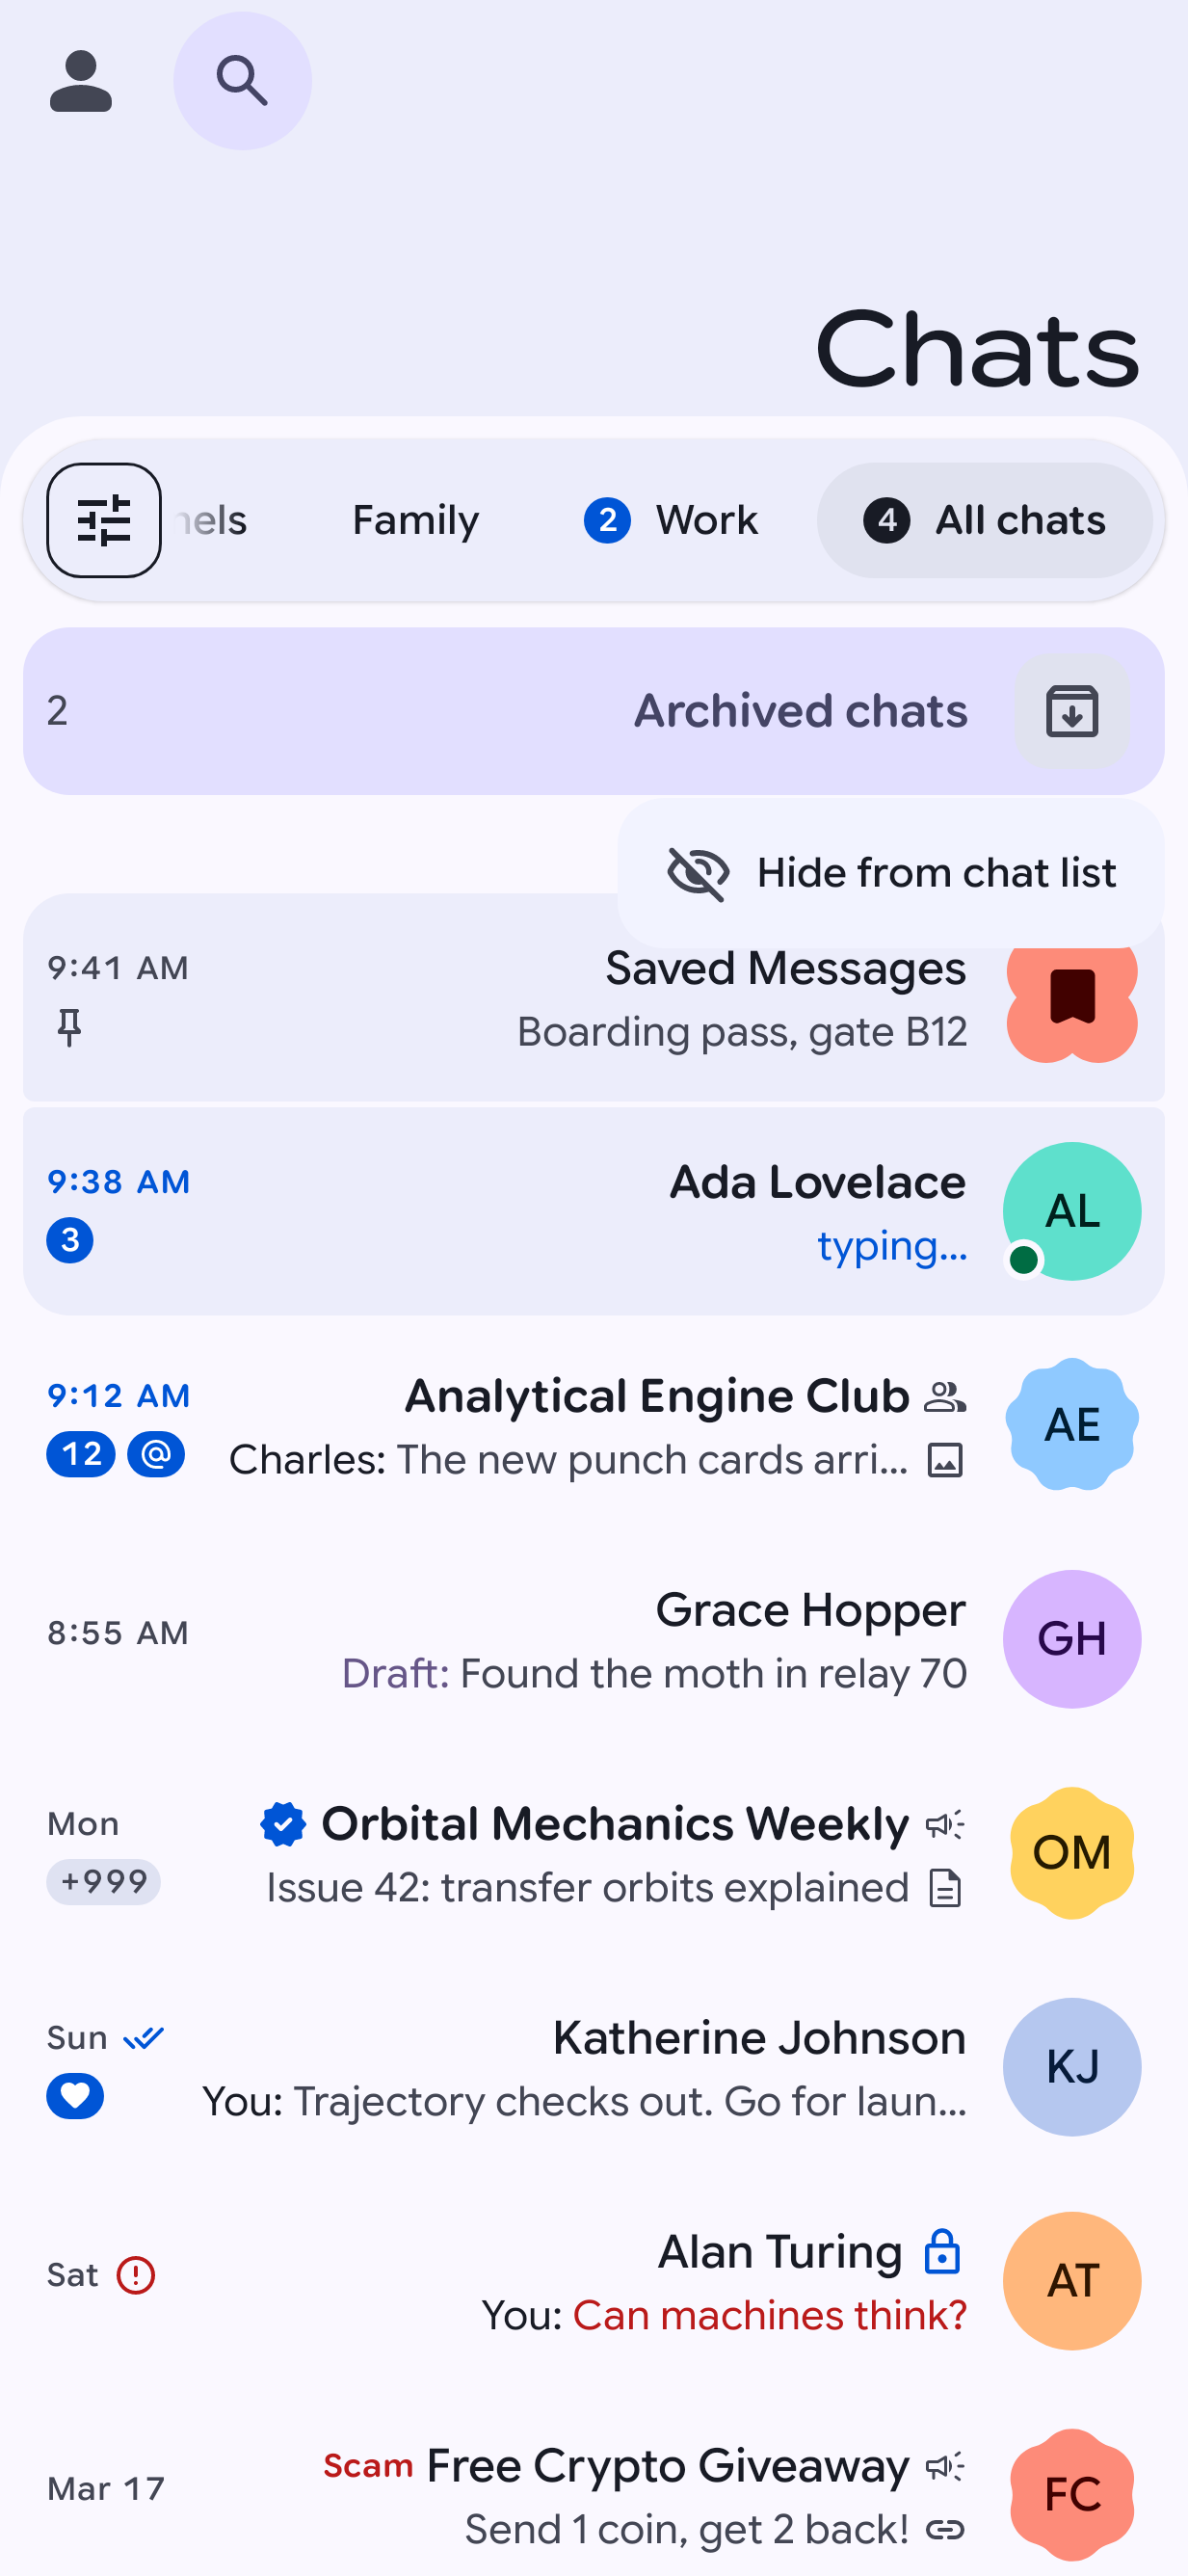 Chats
All chats
4
Work
2
Family
nels
Archived chats
2
Hide from chat list
Saved Messages
9:41 AM
Boarding pass, gate B12
AL
Ada Lovelace
9:38 AM
typing...
3
AE
Analytical Engine Club
9:12 AM
Charles: The new punch cards arri...
12 @
GH
Grace Hopper
8:55 AM
Draft: Found the moth in relay 70
OM
Orbital Mechanics Weekly
Mon
Issue 42: transfer orbits explained
+999
KJ
Katherine Johnson
Sun
You: Trajectory checks out. Go for laun...
AT
Alan Turing
Sat
You: Can machines think?
FC
Scam Free Crypto Giveaway
Mar 17
Send 1 coin, get 2 back!